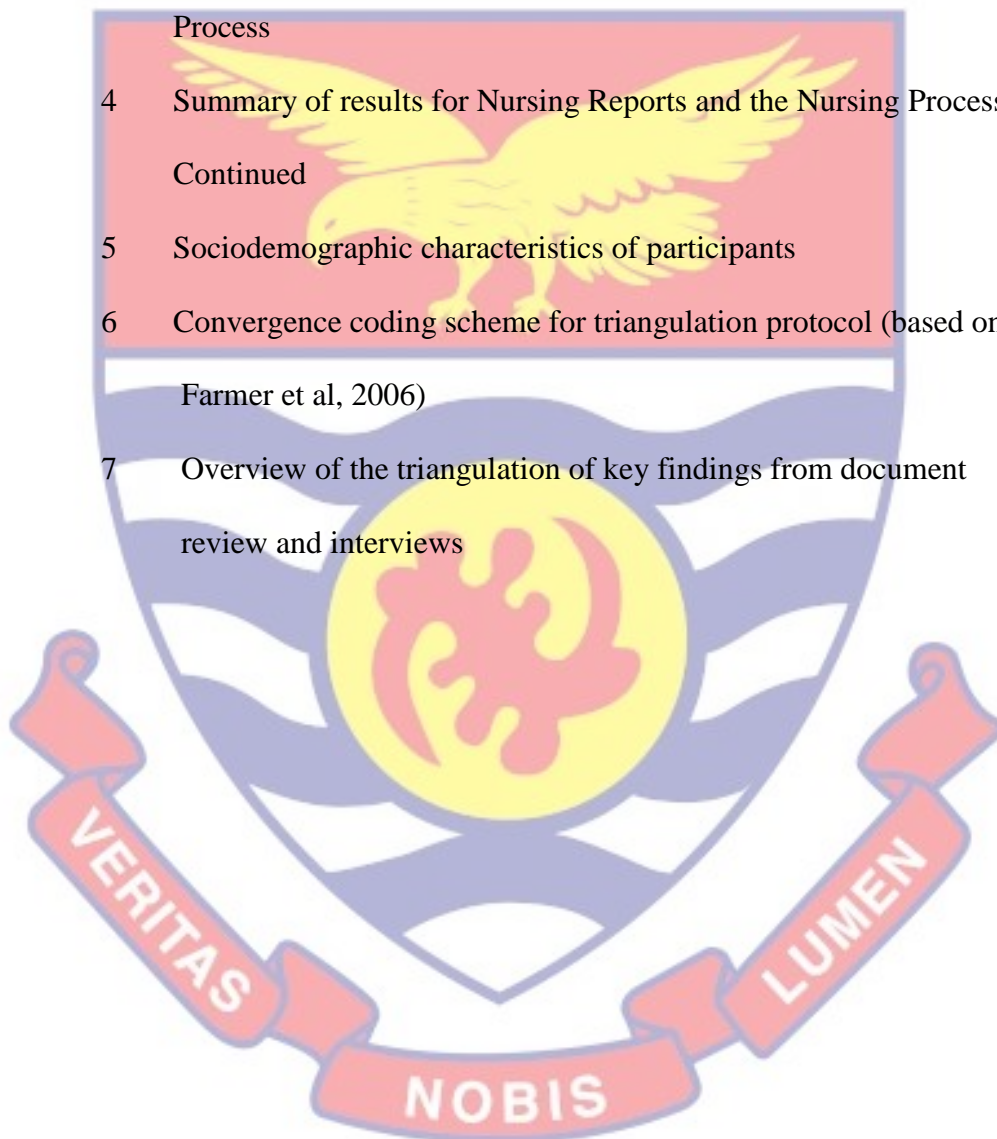 Process
4 Summary of results for Nursing Reports and the Nursing Process
Continued
5 Sociodemographic characteristics of participants
6 Convergence coding scheme for triangulation protocol (based on
Farmer et al, 2006)
7 Overview of the triangulation of key findings from document
review and interviews
VERITAS
NOBIS
LUMEN